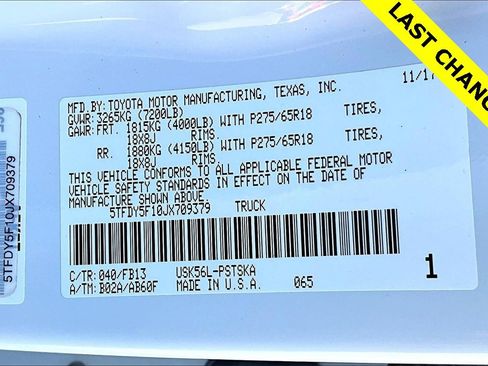 LAST CHANCE
MFD.BY: TOYOTA MOTOR MANUFACTURING, TEXAS, INC. 11/17
GVWR: 3265KG (7200LB)
GAWR: FRT. 1815KG (4000LB) WITH P275/65R18 TIRES,
18X8J RIMS.
RR. 1880KG (4150LB) WITH P275/65R18 TIRES,
18X8J RIMS.
THIS VEHICLE CONFORMS TO ALL APPLICABLE FEDERAL MOTOR
VEHICLE SAFETY STANDARDS IN EFFECT ON THE DATE OF
MANUFACTURE SHOWN ABOVE.
5TFDY5F10JX709379 TRUCK
C/TR: 040/FB13 USK56L-PSTSKA
A/TM: B02A/AB60F MADE IN U.S.A. 065
1
5TFDY5F10JX709379